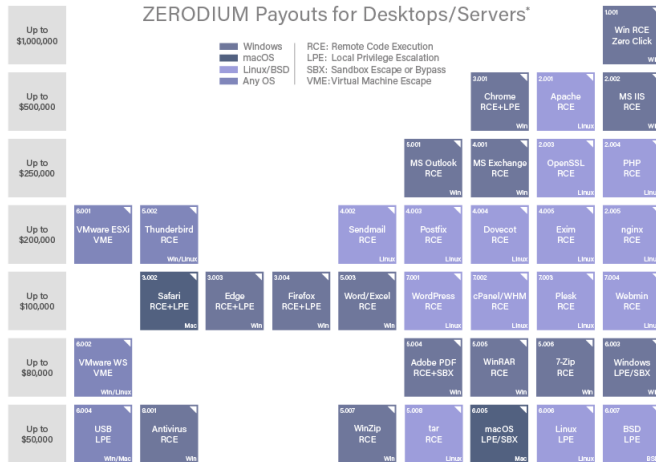 ZERODIUM Payouts for Desktops/Servers*
Windows
macOS
Linux/BSD
Any OS
RCE: Remote Code Execution
LPE: Local Privilege Escalation
SBX: Sandbox Escape or Bypass
VME: Virtual Machine Escape
Up to
$1,000,000
1.001
Win RCE
Zero Click
Up to
$500,000
3.001
Chrome
RCE+LPE
Win
2.001
Apache
RCE
Linux
2.002
MS IIS
RCE
Up to
$250,000
5.001
MS Outlook
RCE
Win
4.001
MS Exchange
RCE
Win
2.003
OpenSSL
RCE
Linux
2.004
PHP
RCE
Up to
$200,000
6.001
VMware ESXi
VME
5.002
Thunderbird
RCE
Win/Linux
4.002
Sendmail
RCE
Linux
4.003
Postfix
RCE
Linux
4.004
Dovecot
RCE
Linux
4.005
Exim
RCE
Linux
2.005
nginx
RCE
Up to
$100,000
3.002
Safari
RCE+LPE
Mac
3.003
Edge
RCE+LPE
Win
3.004
Firefox
RCE+LPE
Win
5.003
Word/Excel
RCE
Win
7.001
WordPress
RCE
Linux
7.002
cPanel/WHM
RCE
Linux
7.003
Plesk
RCE
Linux
7.004
Webmin
RCE
Up to
$80,000
6.002
VMware WS
VME
Win/Linux
5.004
Adobe PDF
RCE+SBX
Win
5.005
WinRAR
RCE
Win
5.006
7-Zip
RCE
Win
6.003
Windows
LPE/SBX
Up to
$50,000
6.004
USB
LPE
Win/Mac
8.001
Antivirus
RCE
Win
5.007
WinZip
RCE
Win
5.008
tar
RCE
Linux
6.005
macOS
LPE/SBX
Mac
6.006
Linux
LPE
Linux
6.007
BSD
LPE